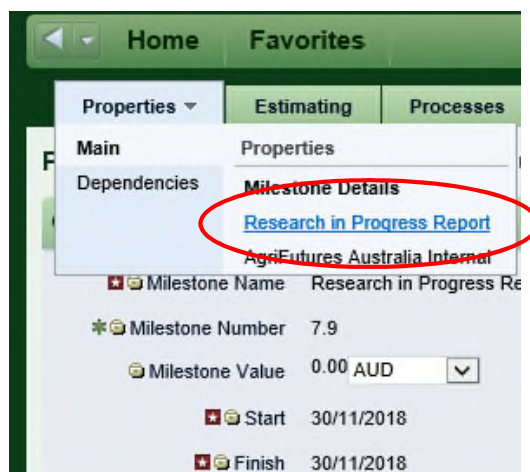 Home Favorites
Properties Estimating Processes
Main Properties
Dependencies Milestone Details
Research in Progress Report
AgriFutures Australia Internal
Milestone Name Research in Progress Re
Milestone Number 7.9
Milestone Value 0.00 AUD
Start 30/11/2018
Finish 30/11/2018